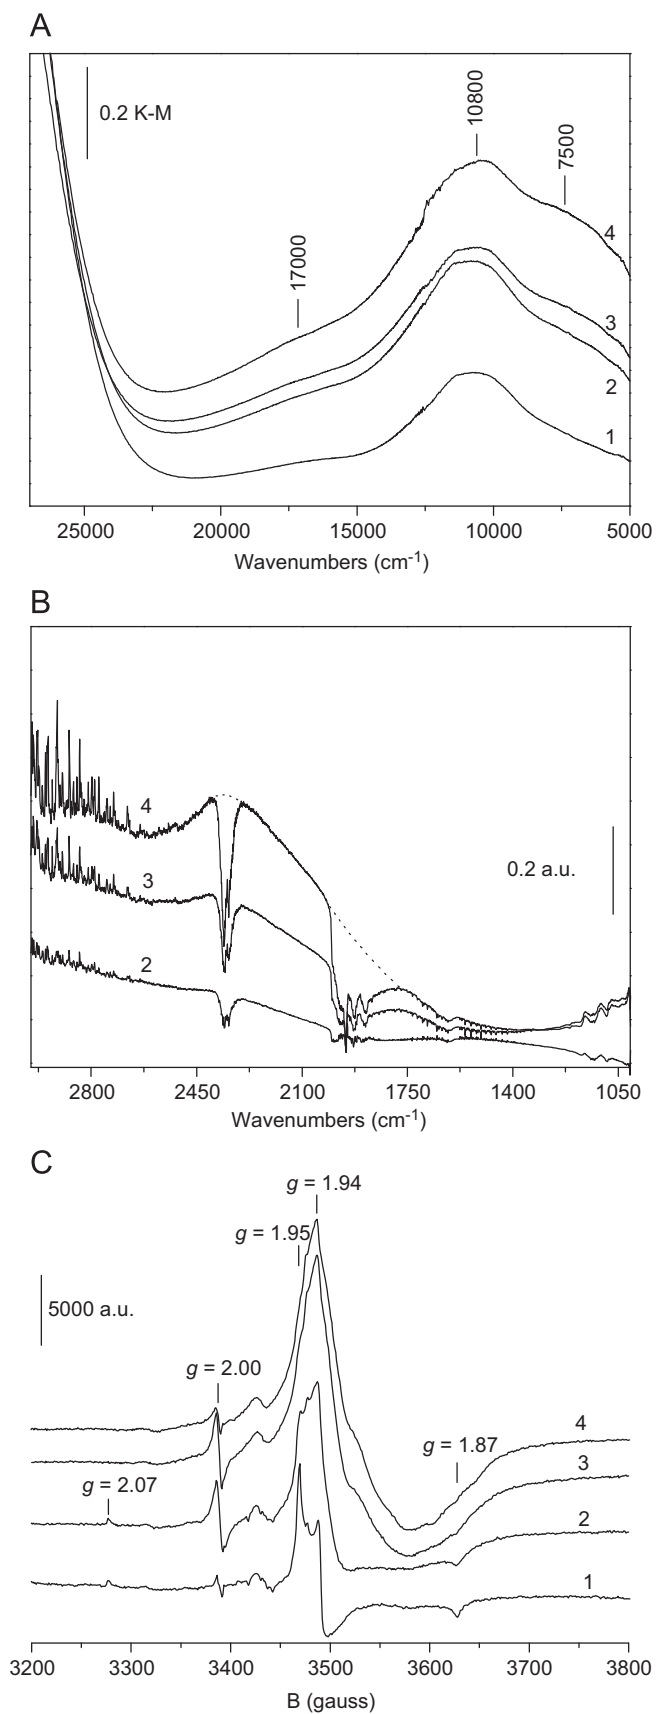 A
0.2 K-M
17000
10800
7500
4
3
2
1
25000 20000 15000 10000 5000
Wavenumbers (cm-1)
B
4
3
2
0.2 a.u.
2800 2450 2100 1750 1400 1050
Wavenumbers (cm-1)
C
g = 1.94
g = 1.95
5000 a.u.
g = 2.00
g = 1.87
g = 2.07
4
3
2
1
3200 3300 3400 3500 3600 3700 3800
B (gauss)